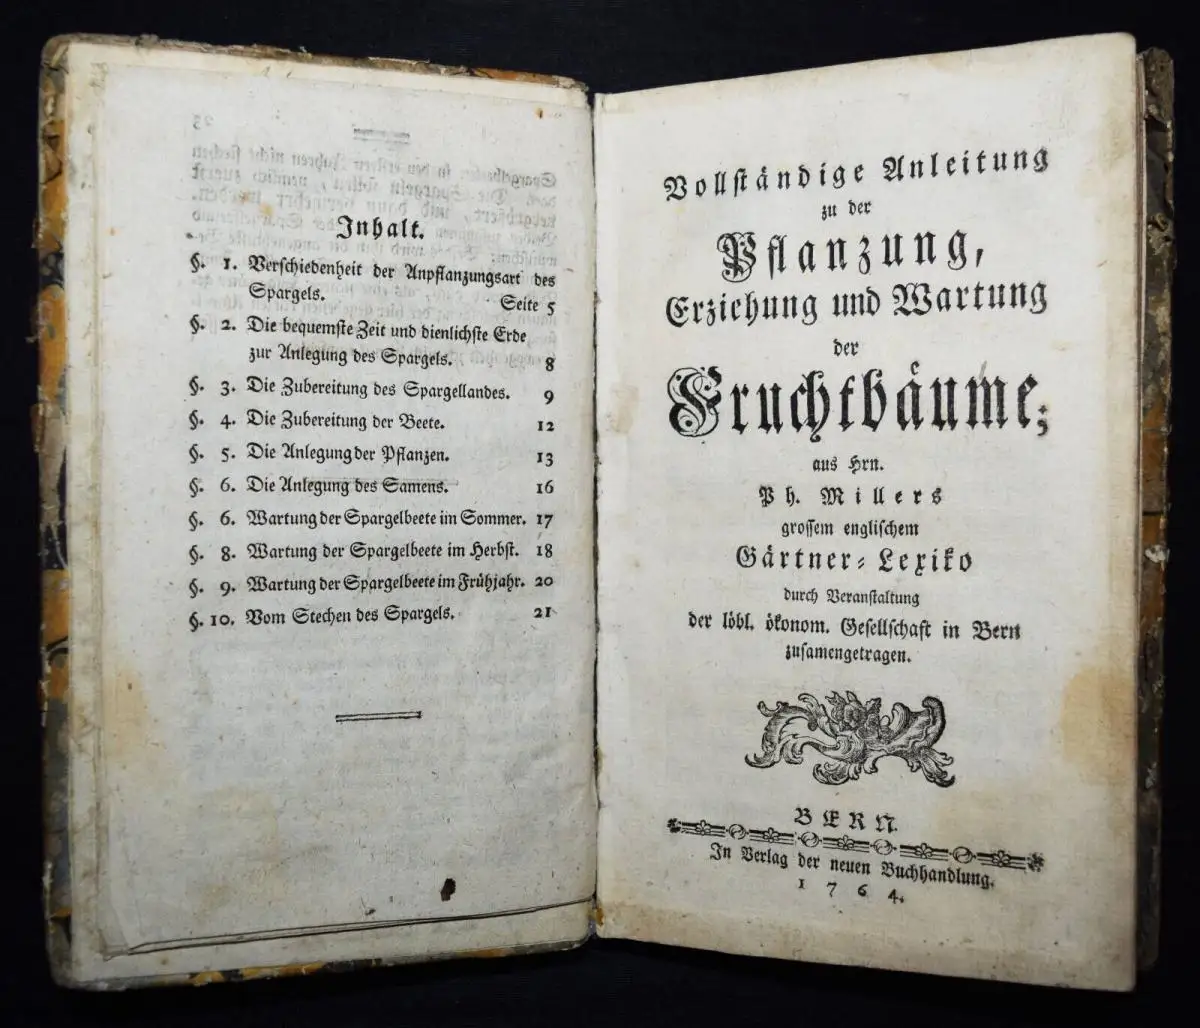 Inhalt.
§. 1. Verschiedenheit der Anpflanzungsart des
Spargels. Seite 5
§. 2. Die bequemste Zeit und dienlichste Erde
zur Anlegung des Spargels. 8
§. 3. Die Zubereitung des Spargellandes. 9
§. 4. Die Zubereitung der Beete. 12
§. 5. Die Anlegung der Pflanzen. 13
§. 6. Die Anlegung des Samens. 16
§. 6. Wartung der Spargelbeete im Sommer. 17
§. 8. Wartung der Spargelbeete im Herbst. 18
§. 9. Wartung der Spargelbeete im Frühjahr. 20
§. 10. Vom Stechen des Spargels. 21
Vollständige Anleitung
zu der
Pflanzung,
Erziehung und Wartung
der
Fruchtbäume;
aus Hrn.
Ph. Millers
grossem englischem
Gärtner-Lexiko
durch Veranstaltung
der löbl. ökonom. Gesellschaft in Bern
zusamengetragen.
BERN.
In Verlag der neuen Buchhandlung.
1764.